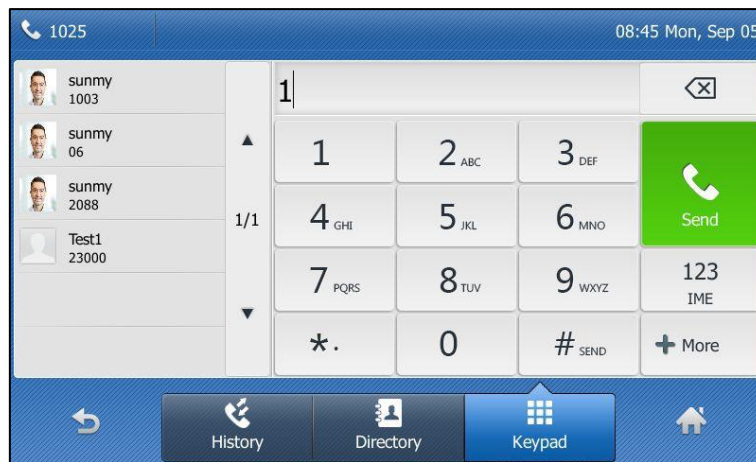 1025
08:45 Mon, Sep 05
sunmy
1003
sunmy
06
sunmy
2088
Test1
23000
1/1
1
1
2 ABC
3 DEF
Send
4 GHI
5 JKL
6 MNO
7 PQRS
8 TUV
9 WXYZ
123
IME
*.
0
# SEND
+ More
History
Directory
Keypad